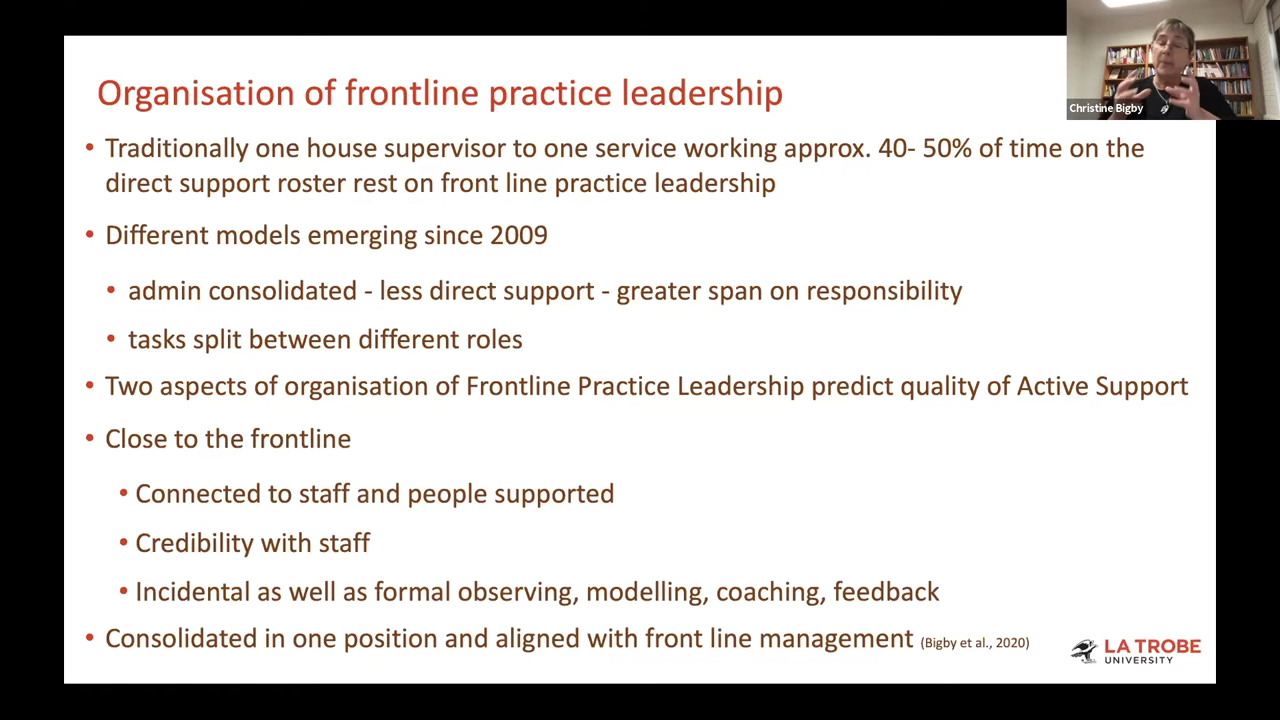 Organisation of frontline practice leadership
Christine Bigby
• Traditionally one house supervisor to one service working approx. 40- 50% of time on the
direct support roster rest on front line practice leadership
• Different models emerging since 2009
• admin consolidated - less direct support - greater span on responsibility
• tasks split between different roles
• Two aspects of organisation of Frontline Practice Leadership predict quality of Active Support
• Close to the frontline
• Connected to staff and people supported
• Credibility with staff
• Incidental as well as formal observing, modelling, coaching, feedback
• Consolidated in one position and aligned with front line management (Bigby et al., 2020)
LA TROBE
UNIVERSITY